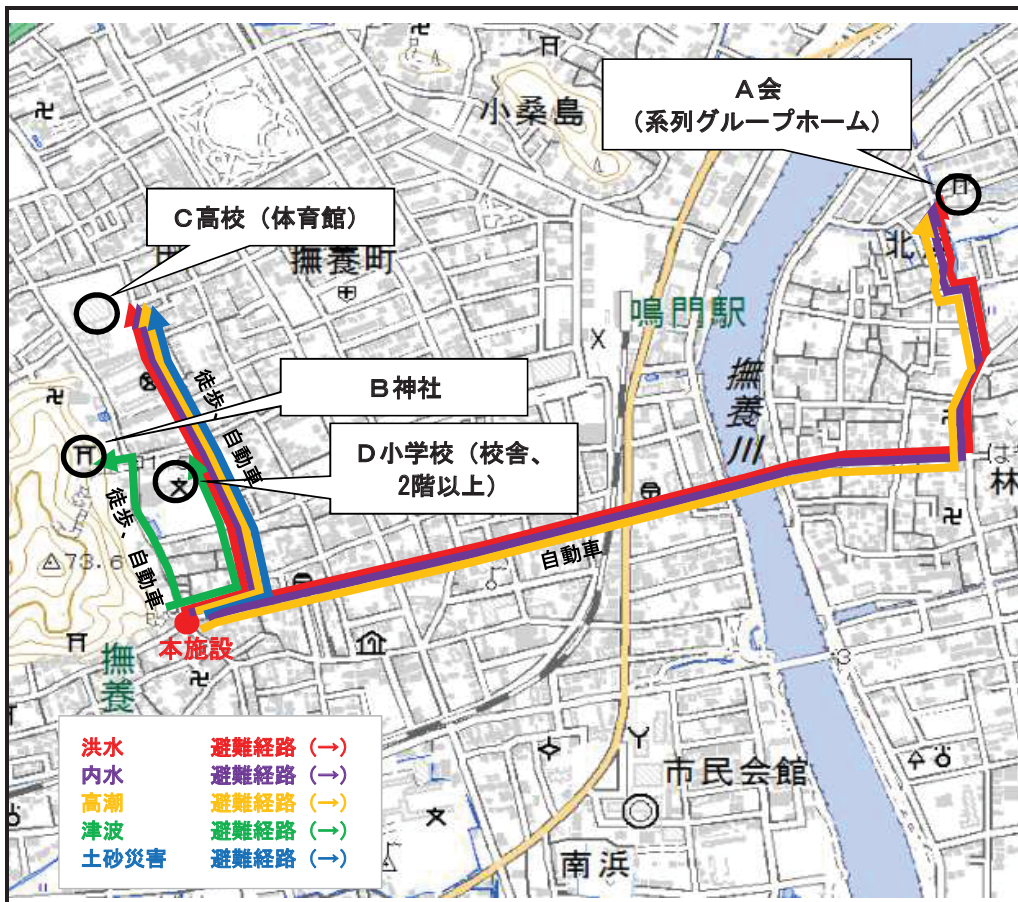 小桑島
A会
(系列グループホーム)
C高校(体育館)
撫養町
北
鳴門駅
B神社
撫養川
徒歩、自動車
D小学校(校舎、
2階以上)
林
徒歩、自動車
73.6
自動車
本施設
撫養
洪水 避難経路(→)
内水 避難経路(→)
高潮 避難経路(→)
津波 避難経路(→)
土砂災害 避難経路(→)
市民会館
南浜